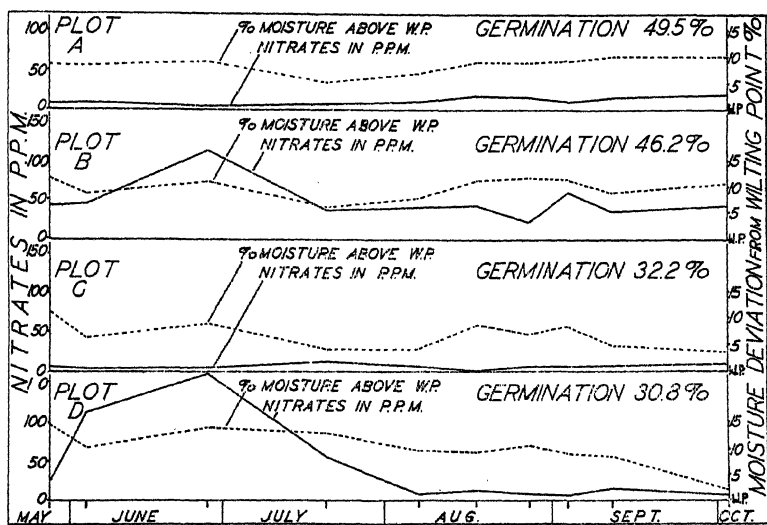 NITRATES IN P.P.M.
MOISTURE DEVIATION FROM WILTING POINT %
PLOT
A
% MOISTURE ABOVE W.P.
NITRATES IN P.P.M.
GERMINATION 49.5%
100
50
0
15
10
5
W.P.
PLOT
B
% MOISTURE ABOVE W.P.
NITRATES IN P.P.M.
GERMINATION 46.2%
150
100
50
0
15
10
5
W.P.
PLOT
C
% MOISTURE ABOVE W.P.
NITRATES IN P.P.M.
GERMINATION 32.2%
150
100
50
0
15
10
5
W.P.
PLOT
D
% MOISTURE ABOVE W.P.
NITRATES IN P.P.M.
GERMINATION 30.8%
100
50
0
15
10
5
W.P.
MAY JUNE JULY AUG. SEPT. OCT.